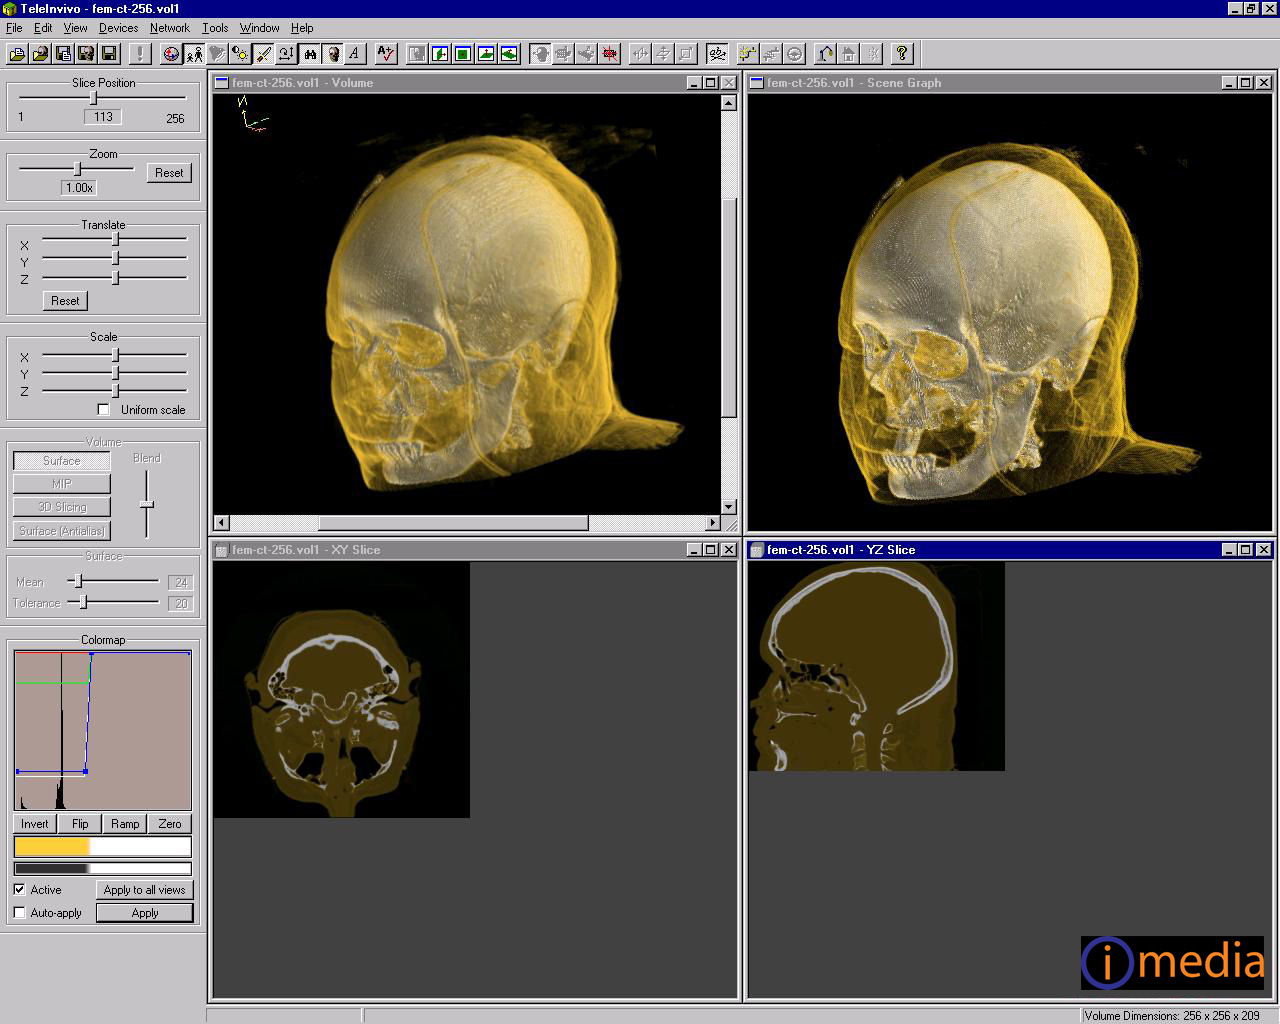 TeleInvivo - fem-ct-256.vol1
File Edit View Devices Network Tools Window Help
Slice Position
1 113 256
Zoom
1.00x
Reset
Translate
X
Y
Z
Reset
Scale
X
Y
Z
Uniform scale
Volume
Surface
Blend
MIP
3D Slicing
Surface (Antialias)
Surface
Mean 24
Tolerance 20
Colormap
Invert Flip Ramp Zero
Active Apply to all views
Auto-apply Apply
fem-ct-256.vol1 - Volume
fem-ct-256.vol1 - Scene Graph
fem-ct-256.vol1 - XY Slice
fem-ct-256.vol1 - YZ Slice
i media
Volume Dimensions: 256 x 256 x 209